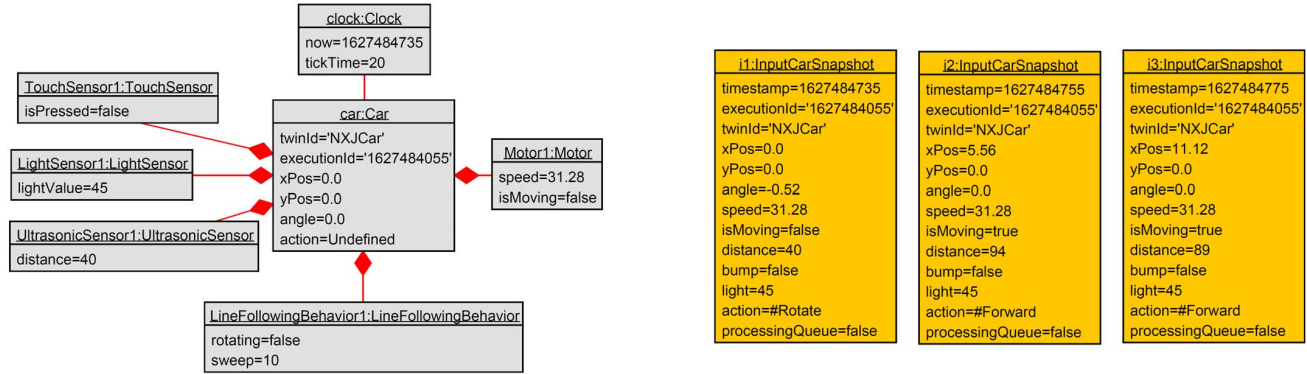 clock:Clock
now=1627484735
tickTime=20
TouchSensor1:TouchSensor
isPressed=false
LightSensor1:LightSensor
lightValue=45
UltrasonicSensor1:UltrasonicSensor
distance=40
car:Car
twinId='NXJCar'
executionId='1627484055'
xPos=0.0
yPos=0.0
angle=0.0
action=Undefined
Motor1:Motor
speed=31.28
isMoving=false
LineFollowingBehavior1:LineFollowingBehavior
rotating=false
sweep=10
i1:InputCarSnapshot
timestamp=1627484735
executionId='1627484055'
twinId='NXJCar'
xPos=0.0
yPos=0.0
angle=-0.52
speed=31.28
isMoving=false
distance=40
bump=false
light=45
action=#Rotate
processingQueue=false
i2:InputCarSnapshot
timestamp=1627484755
executionId='1627484055'
twinId='NXJCar'
xPos=5.56
yPos=0.0
angle=0.0
speed=31.28
isMoving=true
distance=94
bump=false
light=45
action=#Forward
processingQueue=false
i3:InputCarSnapshot
timestamp=1627484775
executionId='1627484055'
twinId='NXJCar'
xPos=11.12
yPos=0.0
angle=0.0
speed=31.28
isMoving=true
distance=89
bump=false
light=45
action=#Forward
processingQueue=false